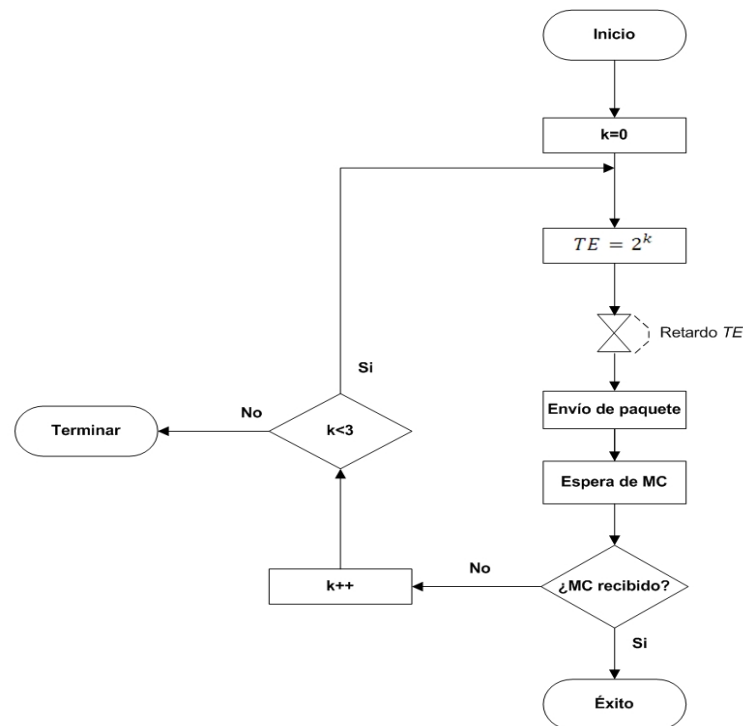 Inicio
k=0
TE = 2^k
Retardo TE
Si
Envío de paquete
No
Terminar
k<3
Espera de MC
No
¿MC recibido?
k++
Si
Éxito